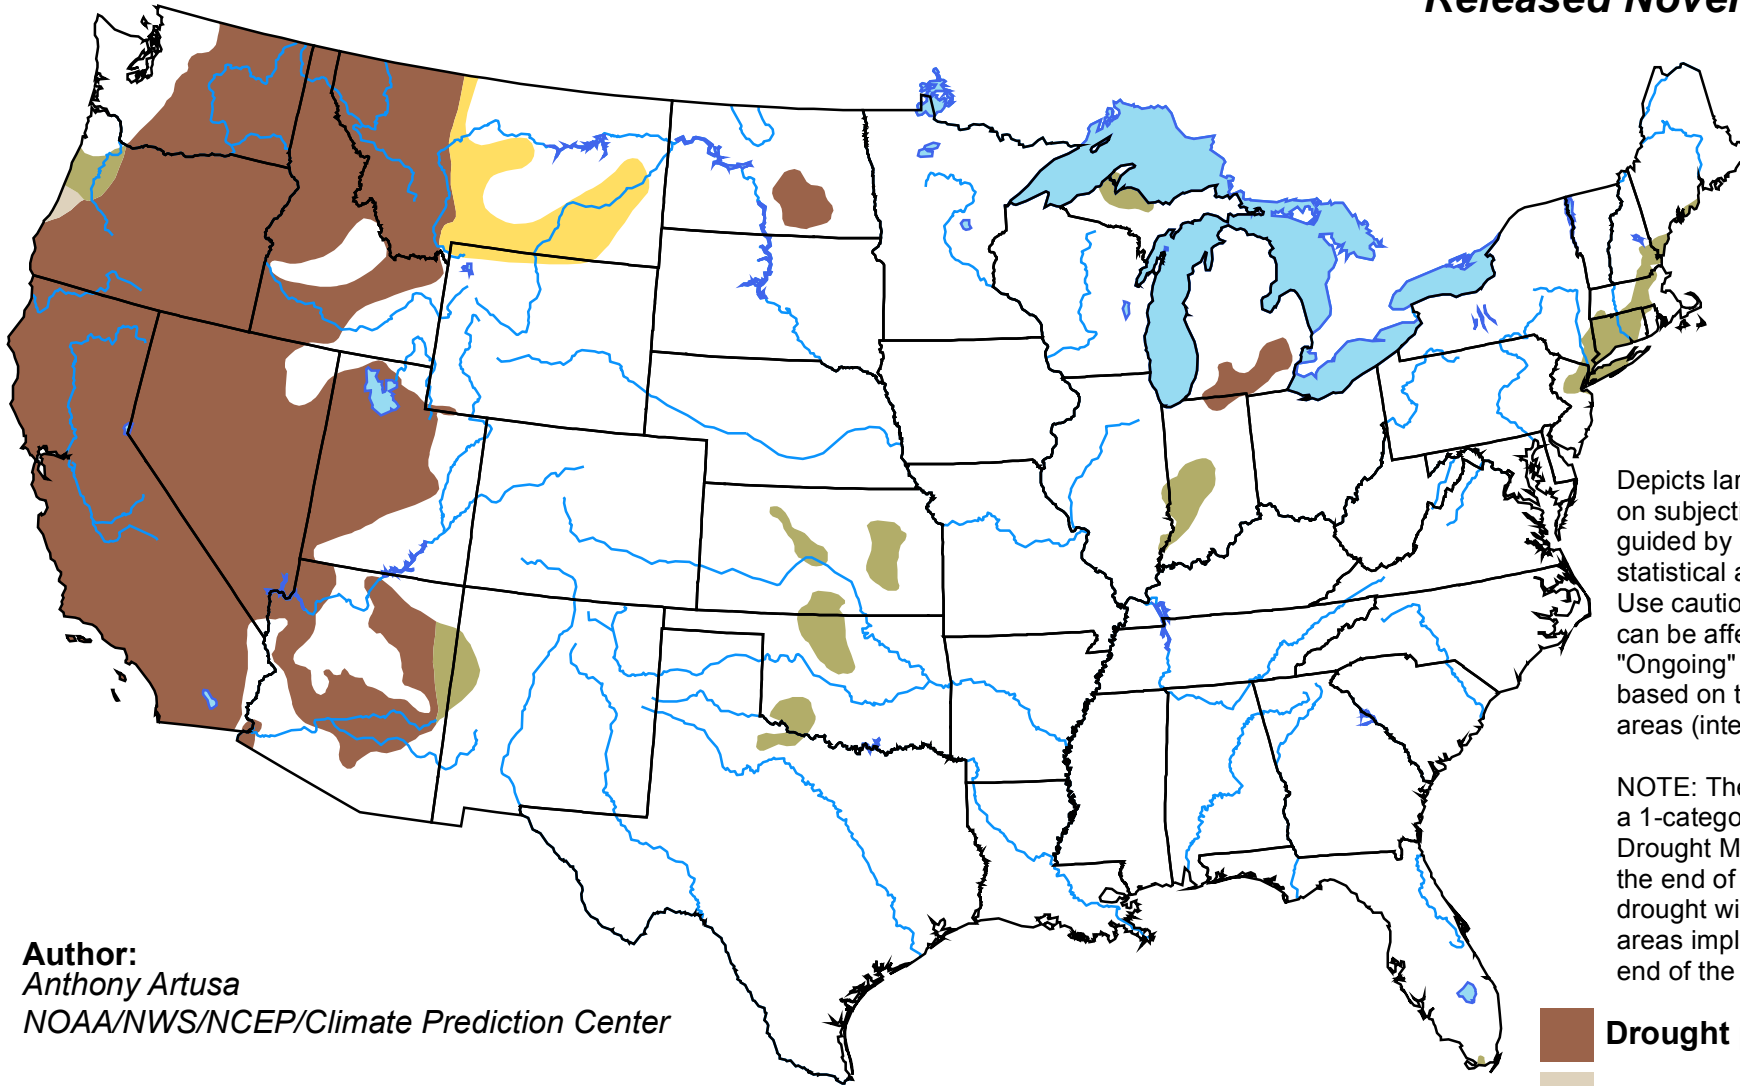 Released Nove
Depicts lar
on subjecti
guided by
statistical a
Use cautio
can be affe
"Ongoing"
based on t
areas (inte
NOTE: The
a 1-catego
Drought M
the end of
drought wi
areas impl
end of the
Author:
Anthony Artusa
NOAA/NWS/NCEP/Climate Prediction Center
Drought